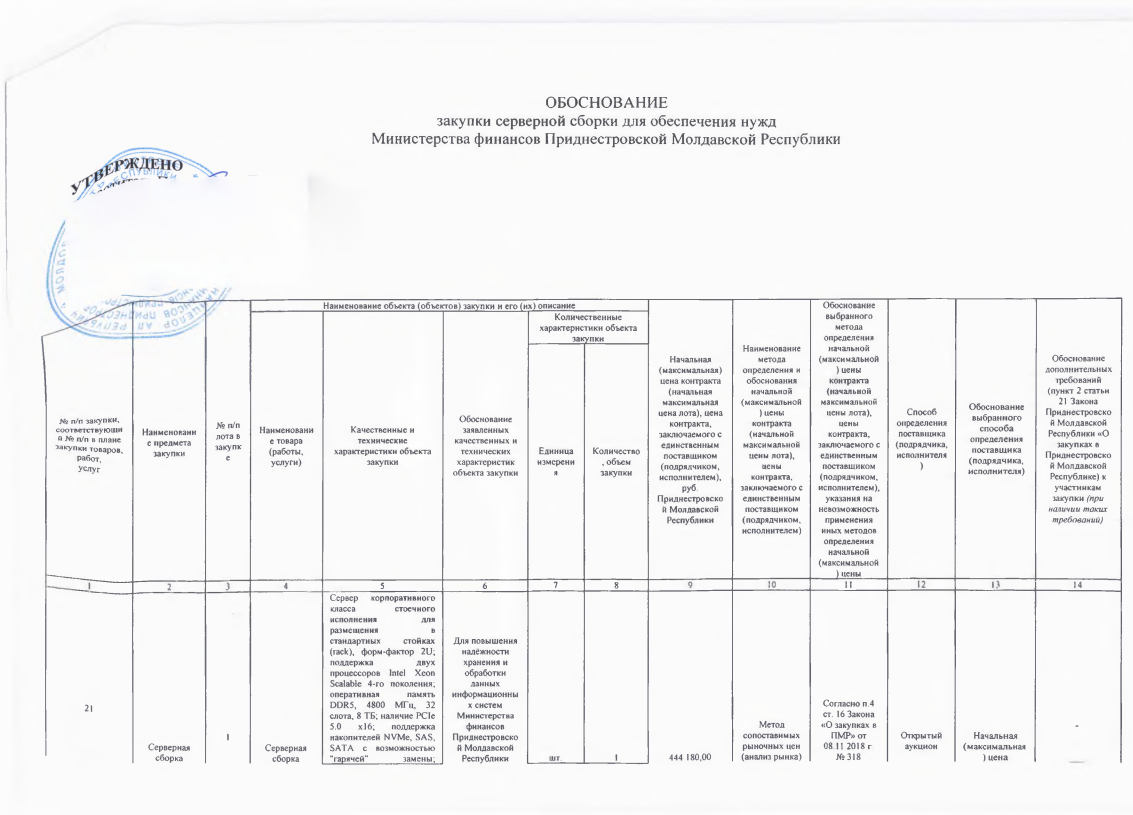 ОБОСНОВАНИЕ
закупки серверной сборки для обеспечения нужд
Министерства финансов Приднестровской Молдавской Республики
УТВЕРЖДЕНО
№ п/п закупки,
соответствующи
й № п/п в плане
закупки товаров,
работ,
услуг
Наименовани
е предмета
закупки
№ п/п
лота в
закупк
е
Наименование объекта (объектов) закупки и его (их) описание
Наименовани
е товара
(работы,
услуги)
Качественные и
технические
характеристики объекта
закупки
Обоснование
заявленных
качественных и
технических
характеристик
объекта закупки
Количественные
характеристики объекта
закупки
Единица
измерени
я
Количество
, объем
закупки
Начальная
(максимальная)
цена контракта
(начальная
максимальная
цена лота), цена
контракта,
заключаемого с
единственным
поставщиком
(подрядчиком,
исполнителем),
руб.
Приднестровско
й Молдавской
Республики
Наименование
метода
определения и
обоснования
начальной
(максимальной
) цены
контракта
(начальной
максимальной
цены лота),
цены
контракта,
заключаемого с
единственным
поставщиком
(подрядчиком,
исполнителем)
Обоснование
выбранного
метода
определения
начальной
(максимальной
) цены
контракта
(начальной
максимальной
цены лота),
цены
контракта,
заключаемого с
единственным
поставщиком
(подрядчиком,
исполнителем),
указания на
невозможность
применения
иных методов
определения
начальной
(максимальной
) цены
Способ
определения
поставщика
(подрядчика,
исполнителя
)
Обоснование
выбранного
способа
определения
поставщика
(подрядчика,
исполнителя)
Обоснование
дополнительных
требований
(пункт 2 статьи
21 Закона
Приднестровско
й Молдавской
Республики «О
закупках в
Приднестровско
й Молдавской
Республике) к
участникам
закупки (при
наличии таких
требований)
1 2 3 4 5 6 7 8 9 10 11 12 13 14
21
Серверная
сборка
1
Серверная
сборка
Сервер корпоративного
класса стоечного
исполнения для
размещения в
стандартных стойках
(rack), форм-фактор 2U;
поддержка двух
процессоров Intel Xeon
Scalable 4-го поколения;
оперативная память
DDR5, 4800 МГц, 32
слота, 8 ТБ; наличие PCIe
5.0 x16; поддержка
накопителей NVMe, SAS,
SATA с возможностью
"гарячей" замены;
Для повышения
надёжности
хранения и
обработки
данных
информационны
х систем
Министерства
финансов
Приднестровско
й Молдавской
Республики
шт.
1
444 180,00
Метод
сопоставимых
рыночных цен
(анализ рынка)
Согласно п.4
ст. 16 Закона
«О закупках в
ПМР» от
08.11 2018 г
№ 318
Открытый
аукцион
Начальная
(максимальная
) цена
-